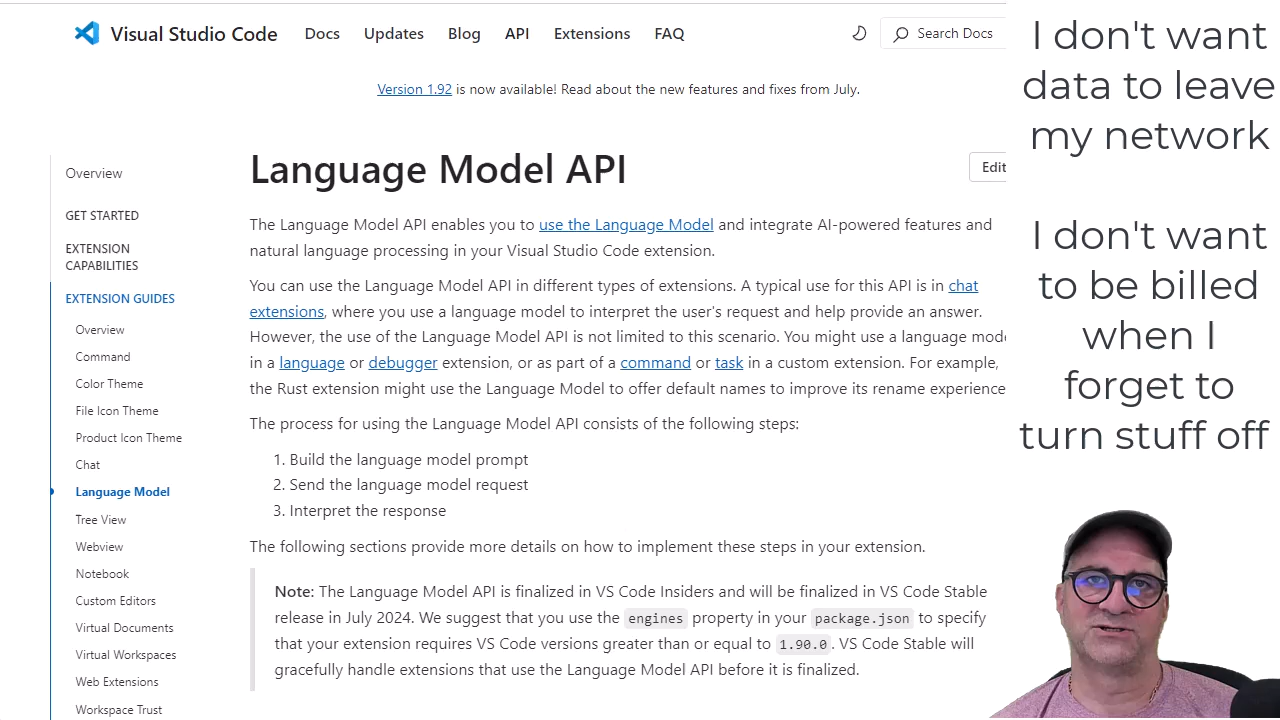 Visual Studio Code Docs Updates Blog API Extensions FAQ Search Docs
Version 1.92 is now available! Read about the new features and fixes from July.
Overview
GET STARTED
EXTENSION
CAPABILITIES
EXTENSION GUIDES
Overview
Command
Color Theme
File Icon Theme
Product Icon Theme
Chat
Language Model
Tree View
Webview
Notebook
Custom Editors
Virtual Documents
Virtual Workspaces
Web Extensions
Workspace Trust
Language Model API
Edit
The Language Model API enables you to use the Language Model and integrate AI-powered features and
natural language processing in your Visual Studio Code extension.
You can use the Language Model API in different types of extensions. A typical use for this API is in chat
extensions, where you use a language model to interpret the user's request and help provide an answer.
However, the use of the Language Model API is not limited to this scenario. You might use a language mode
in a language or debugger extension, or as part of a command or task in a custom extension. For example,
the Rust extension might use the Language Model to offer default names to improve its rename experience
The process for using the Language Model API consists of the following steps:
1. Build the language model prompt
2. Send the language model request
3. Interpret the response
The following sections provide more details on how to implement these steps in your extension.
Note: The Language Model API is finalized in VS Code Insiders and will be finalized in VS Code Stable
release in July 2024. We suggest that you use the engines property in your package.json to specify
that your extension requires VS Code versions greater than or equal to 1.90.0. VS Code Stable will
gracefully handle extensions that use the Language Model API before it is finalized.
I don't want
data to leave
my network
I don't want
to be billed
when I
forget to
turn stuff off